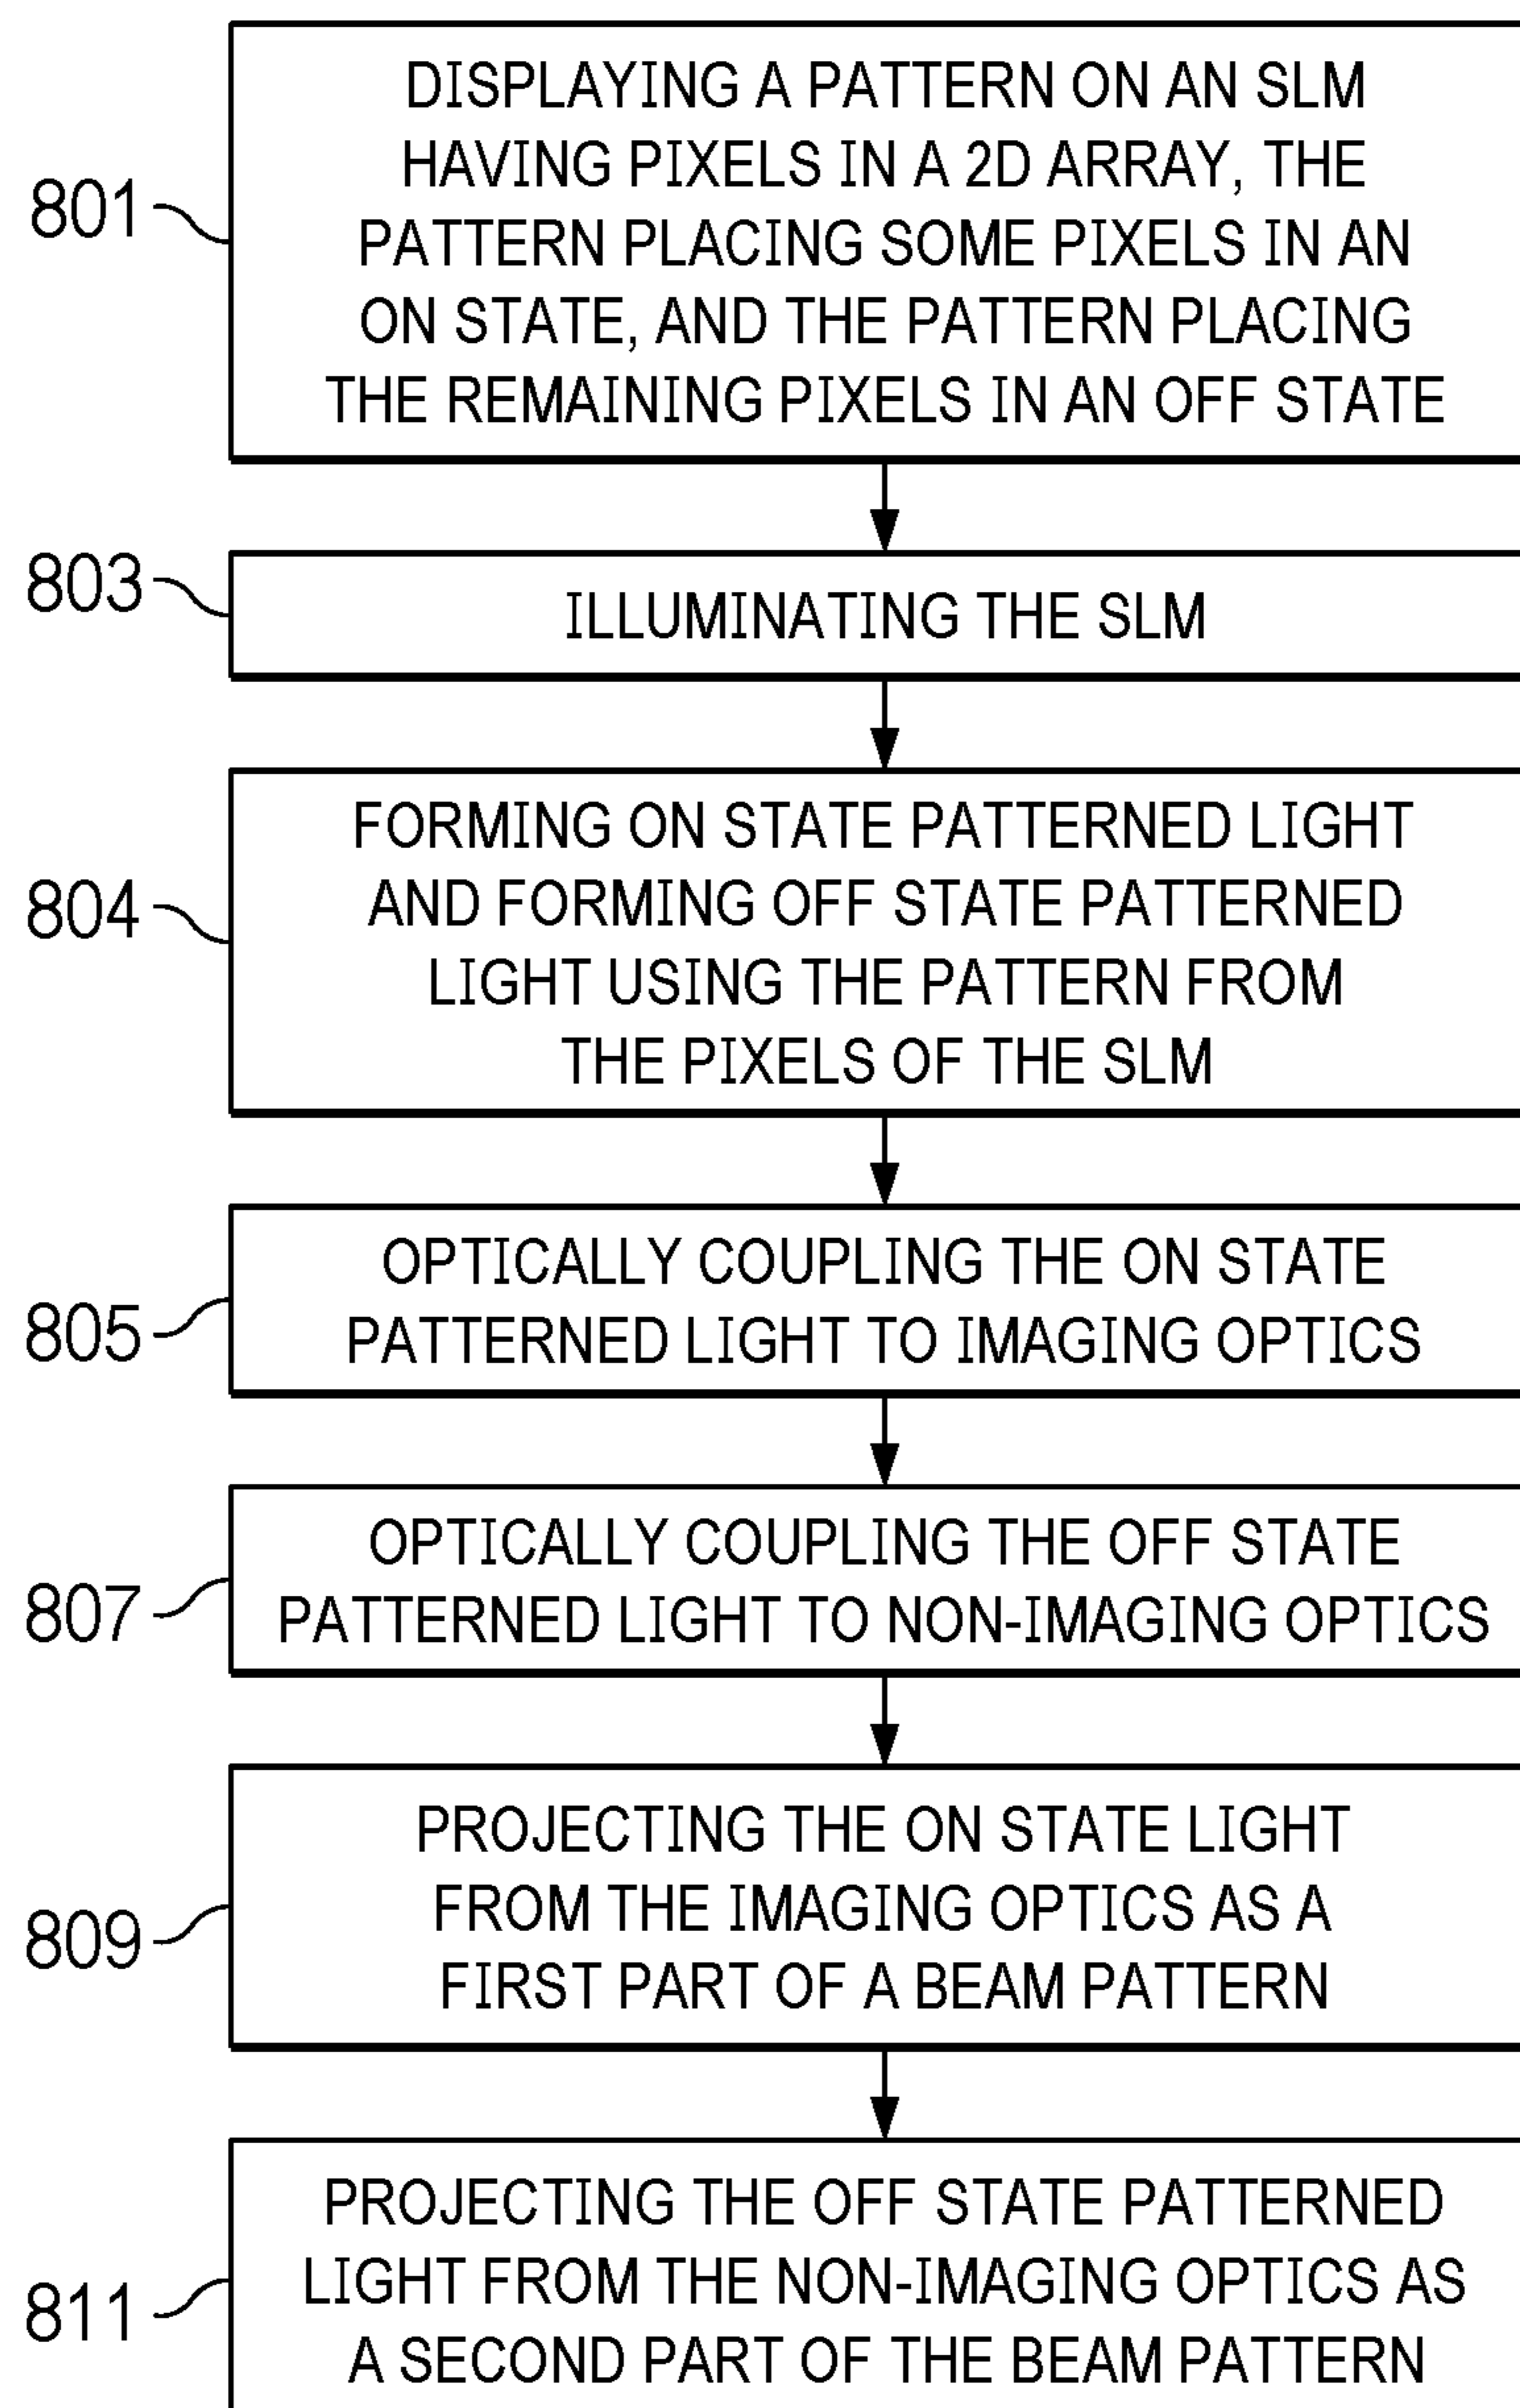 801
DISPLAYING A PATTERN ON AN SLM
HAVING PIXELS IN A 2D ARRAY, THE
PATTERN PLACING SOME PIXELS IN AN
ON STATE, AND THE PATTERN PLACING
THE REMAINING PIXELS IN AN OFF STATE
803
ILLUMINATING THE SLM
804
FORMING ON STATE PATTERNED LIGHT
AND FORMING OFF STATE PATTERNED
LIGHT USING THE PATTERN FROM
THE PIXELS OF THE SLM
805
OPTICALLY COUPLING THE ON STATE
PATTERNED LIGHT TO IMAGING OPTICS
807
OPTICALLY COUPLING THE OFF STATE
PATTERNED LIGHT TO NON-IMAGING OPTICS
809
PROJECTING THE ON STATE LIGHT
FROM THE IMAGING OPTICS AS A
FIRST PART OF A BEAM PATTERN
811
PROJECTING THE OFF STATE PATTERNED
LIGHT FROM THE NON-IMAGING OPTICS AS
A SECOND PART OF THE BEAM PATTERN